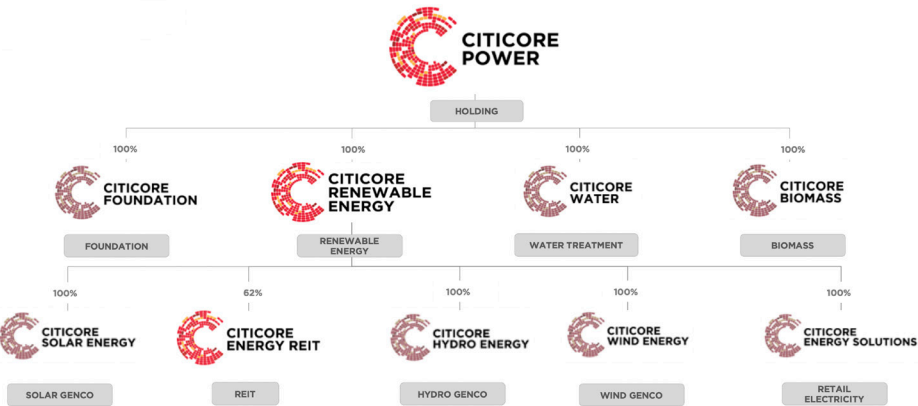 CITICORE
POWER
HOLDING
100%
100%
100%
100%
CITICORE
FOUNDATION
CITICORE
RENEWABLE
ENERGY
CITICORE
WATER
CITICORE
BIOMASS
FOUNDATION
RENEWABLE
ENERGY
WATER TREATMENT
BIOMASS
100%
62%
100%
100%
100%
CITICORE
SOLAR ENERGY
CITICORE
ENERGY REIT
CITICORE
HYDRO ENERGY
CITICORE
WIND ENERGY
CITICORE
ENERGY SOLUTIONS
SOLAR GENCO
REIT
HYDRO GENCO
WIND GENCO
RETAIL
ELECTRICITY